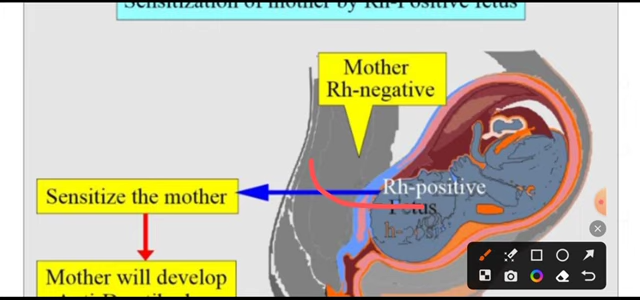 Sensitization of mother by Rh-Positive fetus
Mother
Rh-negative
Rh-positive
Fetus
Sensitize the mother
Mother will develop